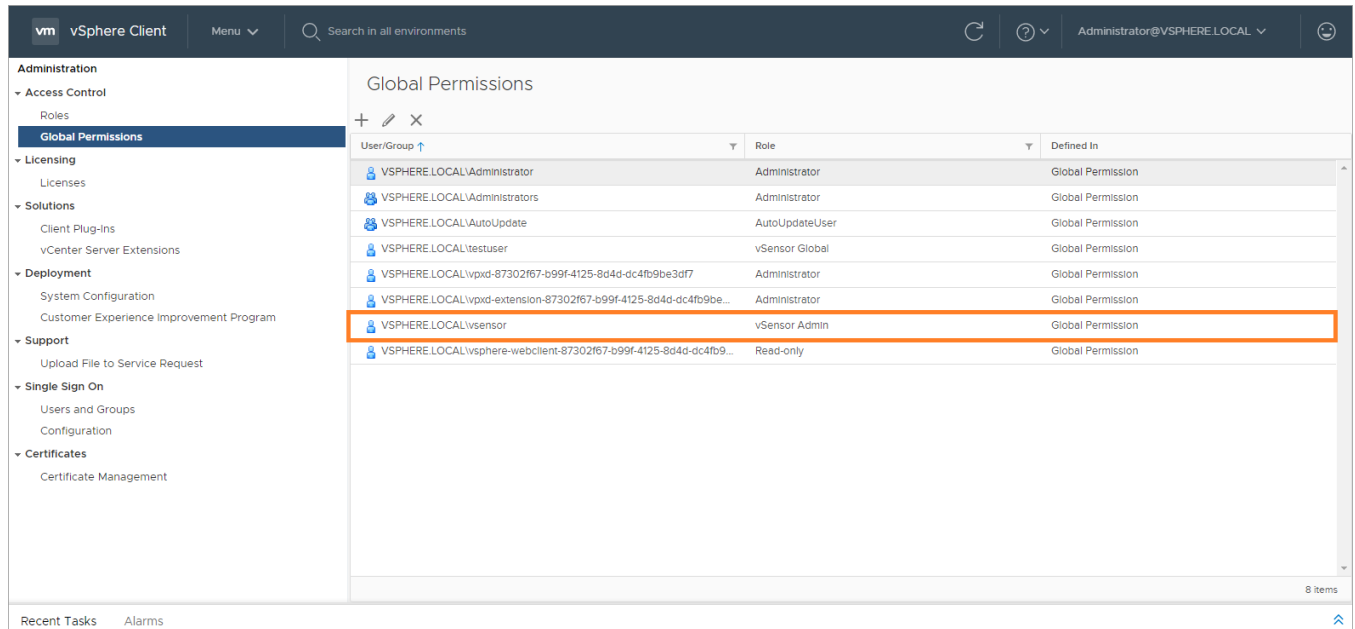 vm vSphere Client Menu Search in all environments Administrator@VSPHERE.LOCAL
Administration
Access Control
Roles
Global Permissions
Licensing
Licenses
Solutions
Client Plug-Ins
vCenter Server Extensions
Deployment
System Configuration
Customer Experience Improvement Program
Support
Upload File to Service Request
Single Sign On
Users and Groups
Configuration
Certificates
Certificate Management
Global Permissions
User/Group Role Defined In
VSPHERE.LOCAL\Administrator Administrator Global Permission
VSPHERE.LOCAL\Administrators Administrator Global Permission
VSPHERE.LOCAL\AutoUpdate AutoUpdateUser Global Permission
VSPHERE.LOCAL\testuser vSensor Global Global Permission
VSPHERE.LOCAL\vpxd-87302f67-b99f-4125-8d4d-dc4fb9be3df7 Administrator Global Permission
VSPHERE.LOCAL\vpxd-extension-87302f67-b99f-4125-8d4d-dc4fb9be... Administrator Global Permission
VSPHERE.LOCAL\vsensor vSensor Admin Global Permission
VSPHERE.LOCAL\vsphere-webclient-87302f67-b99f-4125-8d4d-dc4fb9... Read-only Global Permission
8 items
Recent Tasks Alarms